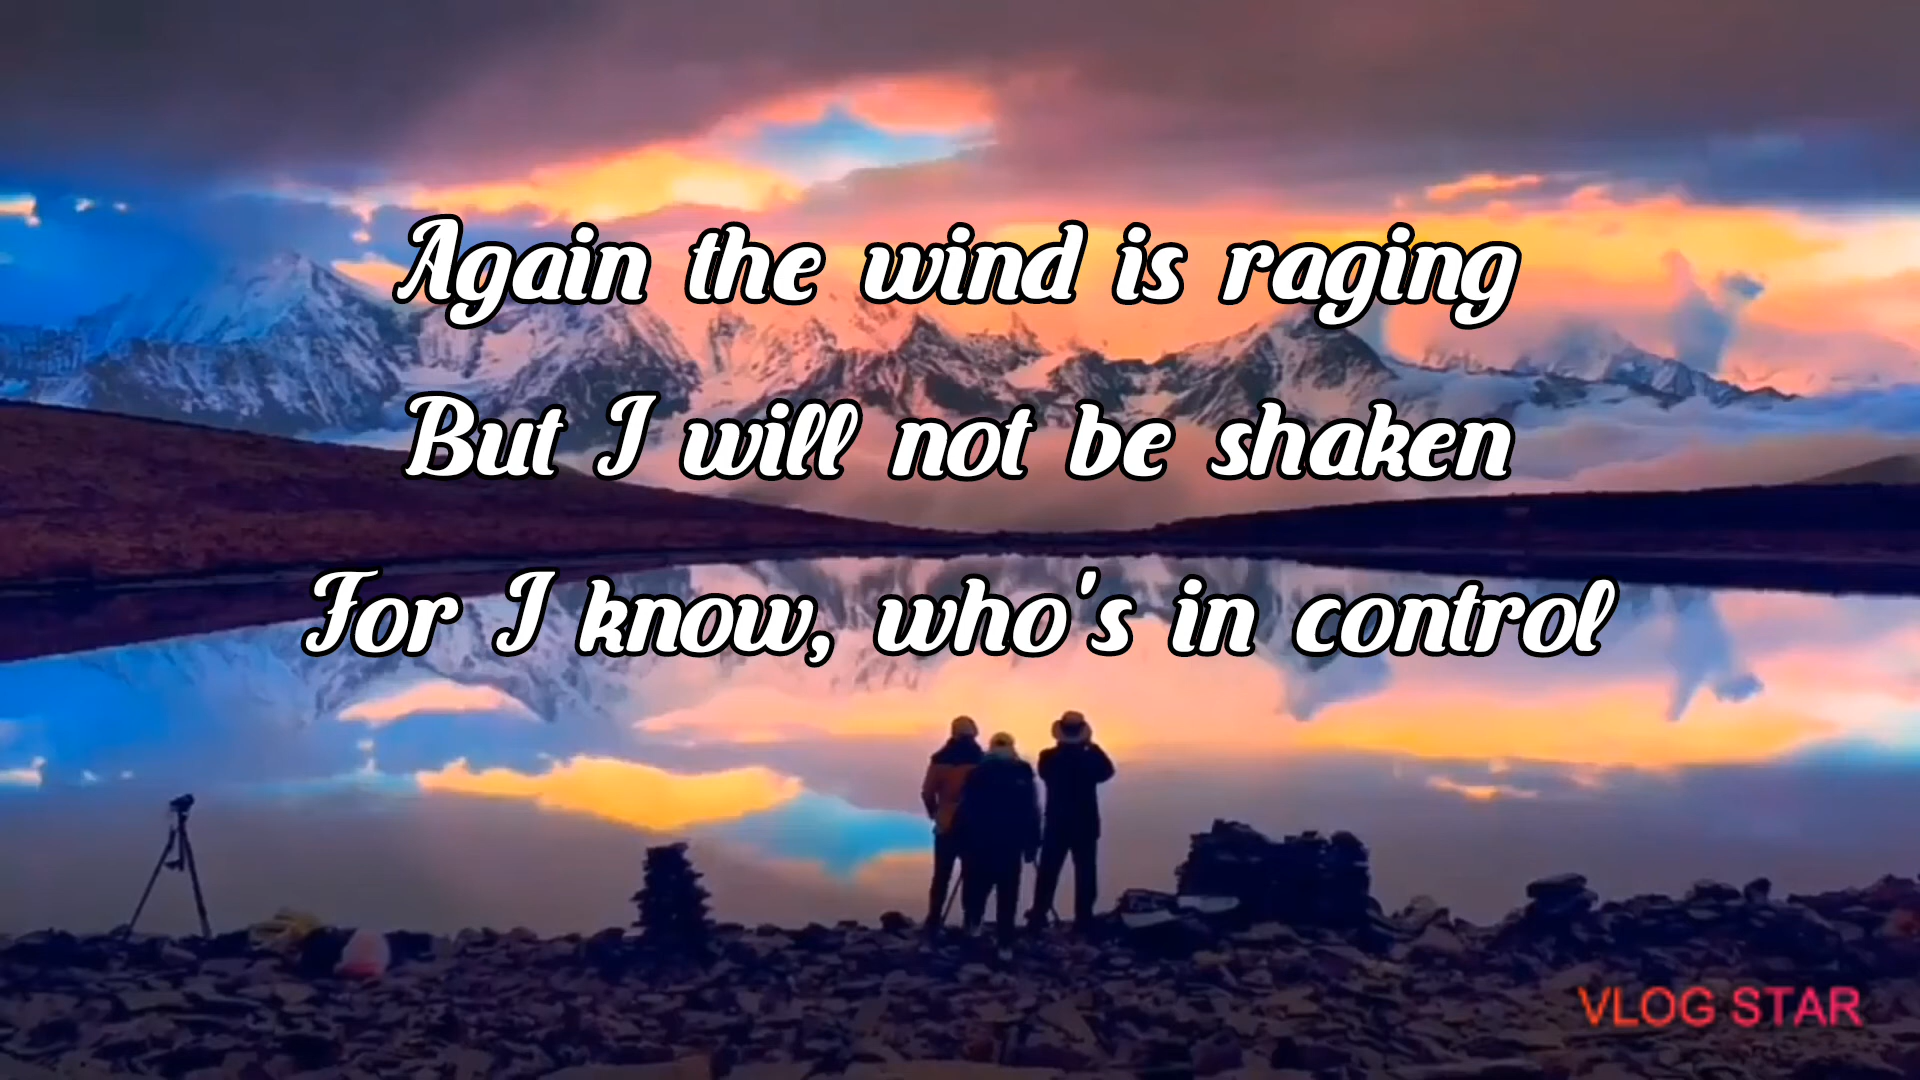 Again the wind is raging
But I will not be shaken
For I know, who's in control
VLOG STAR